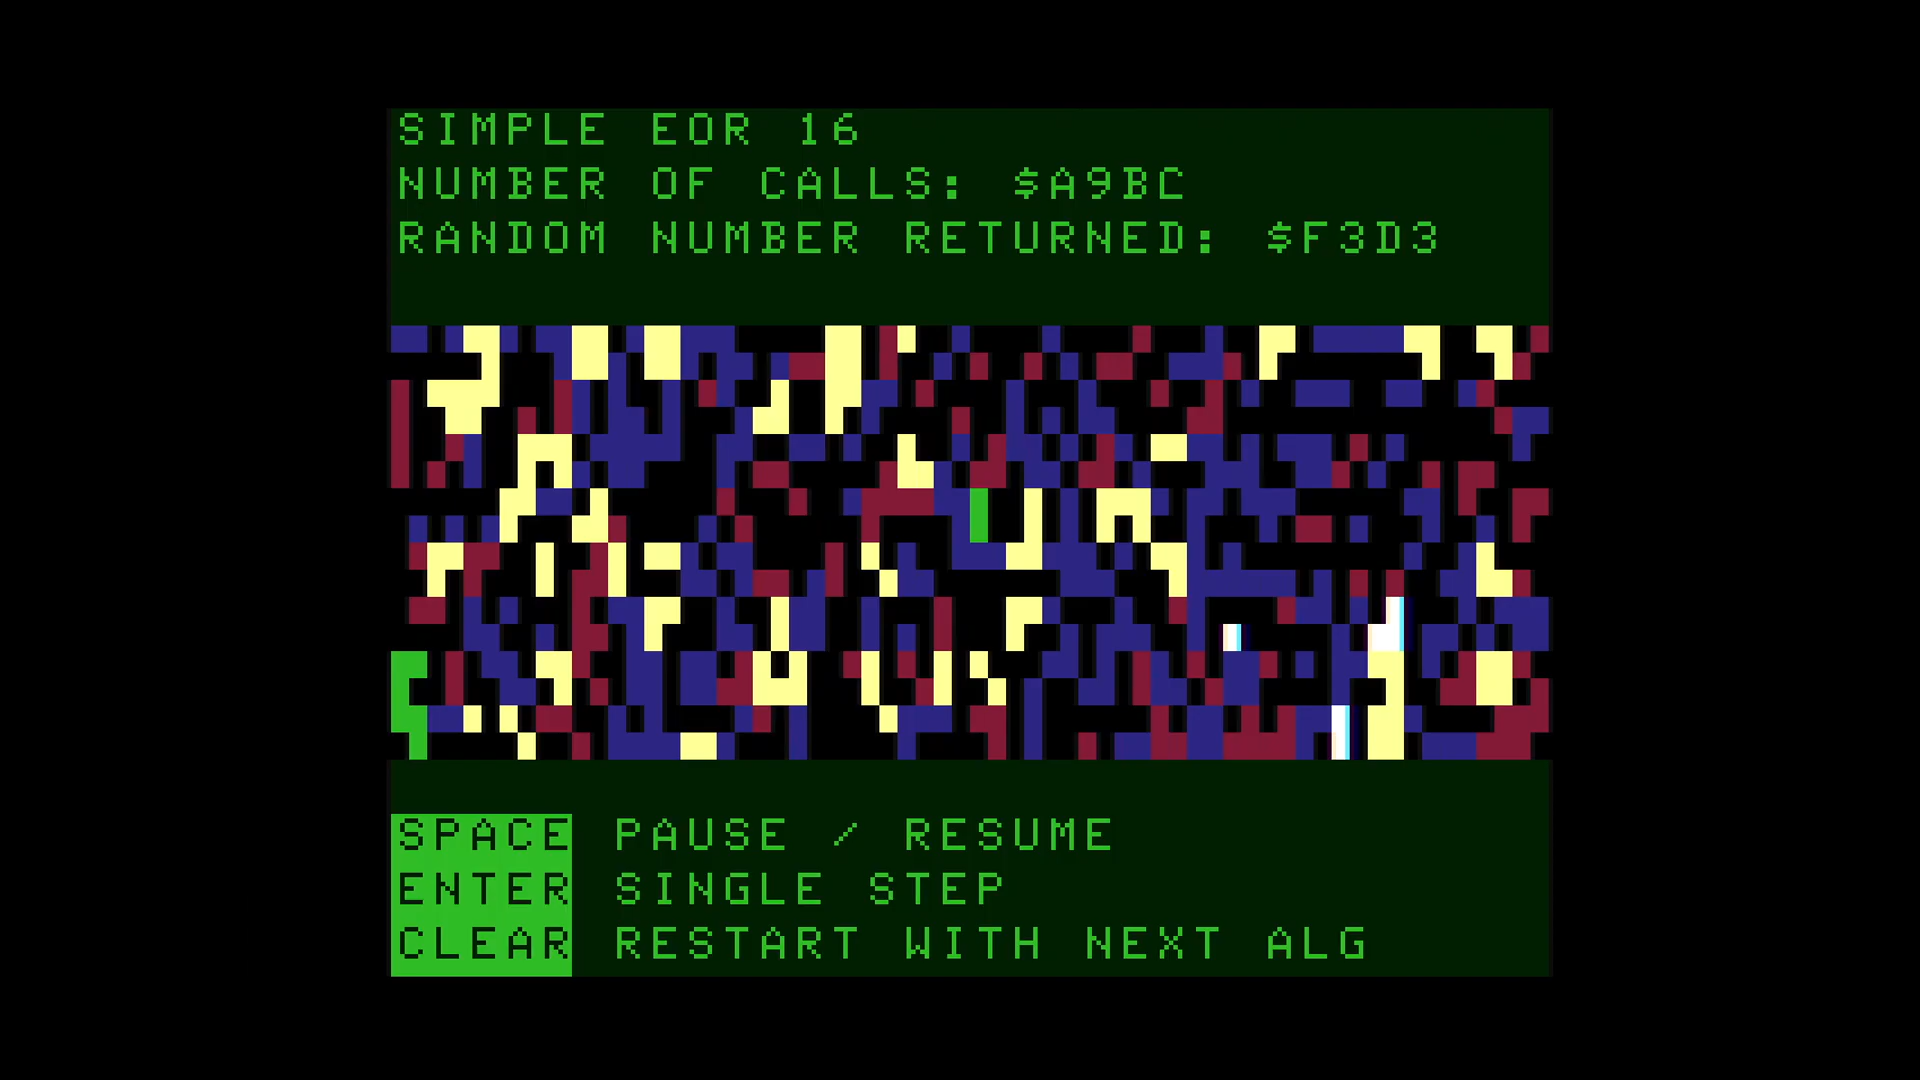 SIMPLE EOR 16
NUMBER OF CALLS: $A9BC
RANDOM NUMBER RETURNED: $F3D3
SPACE PAUSE / RESUME
ENTER SINGLE STEP
CLEAR RESTART WITH NEXT ALG